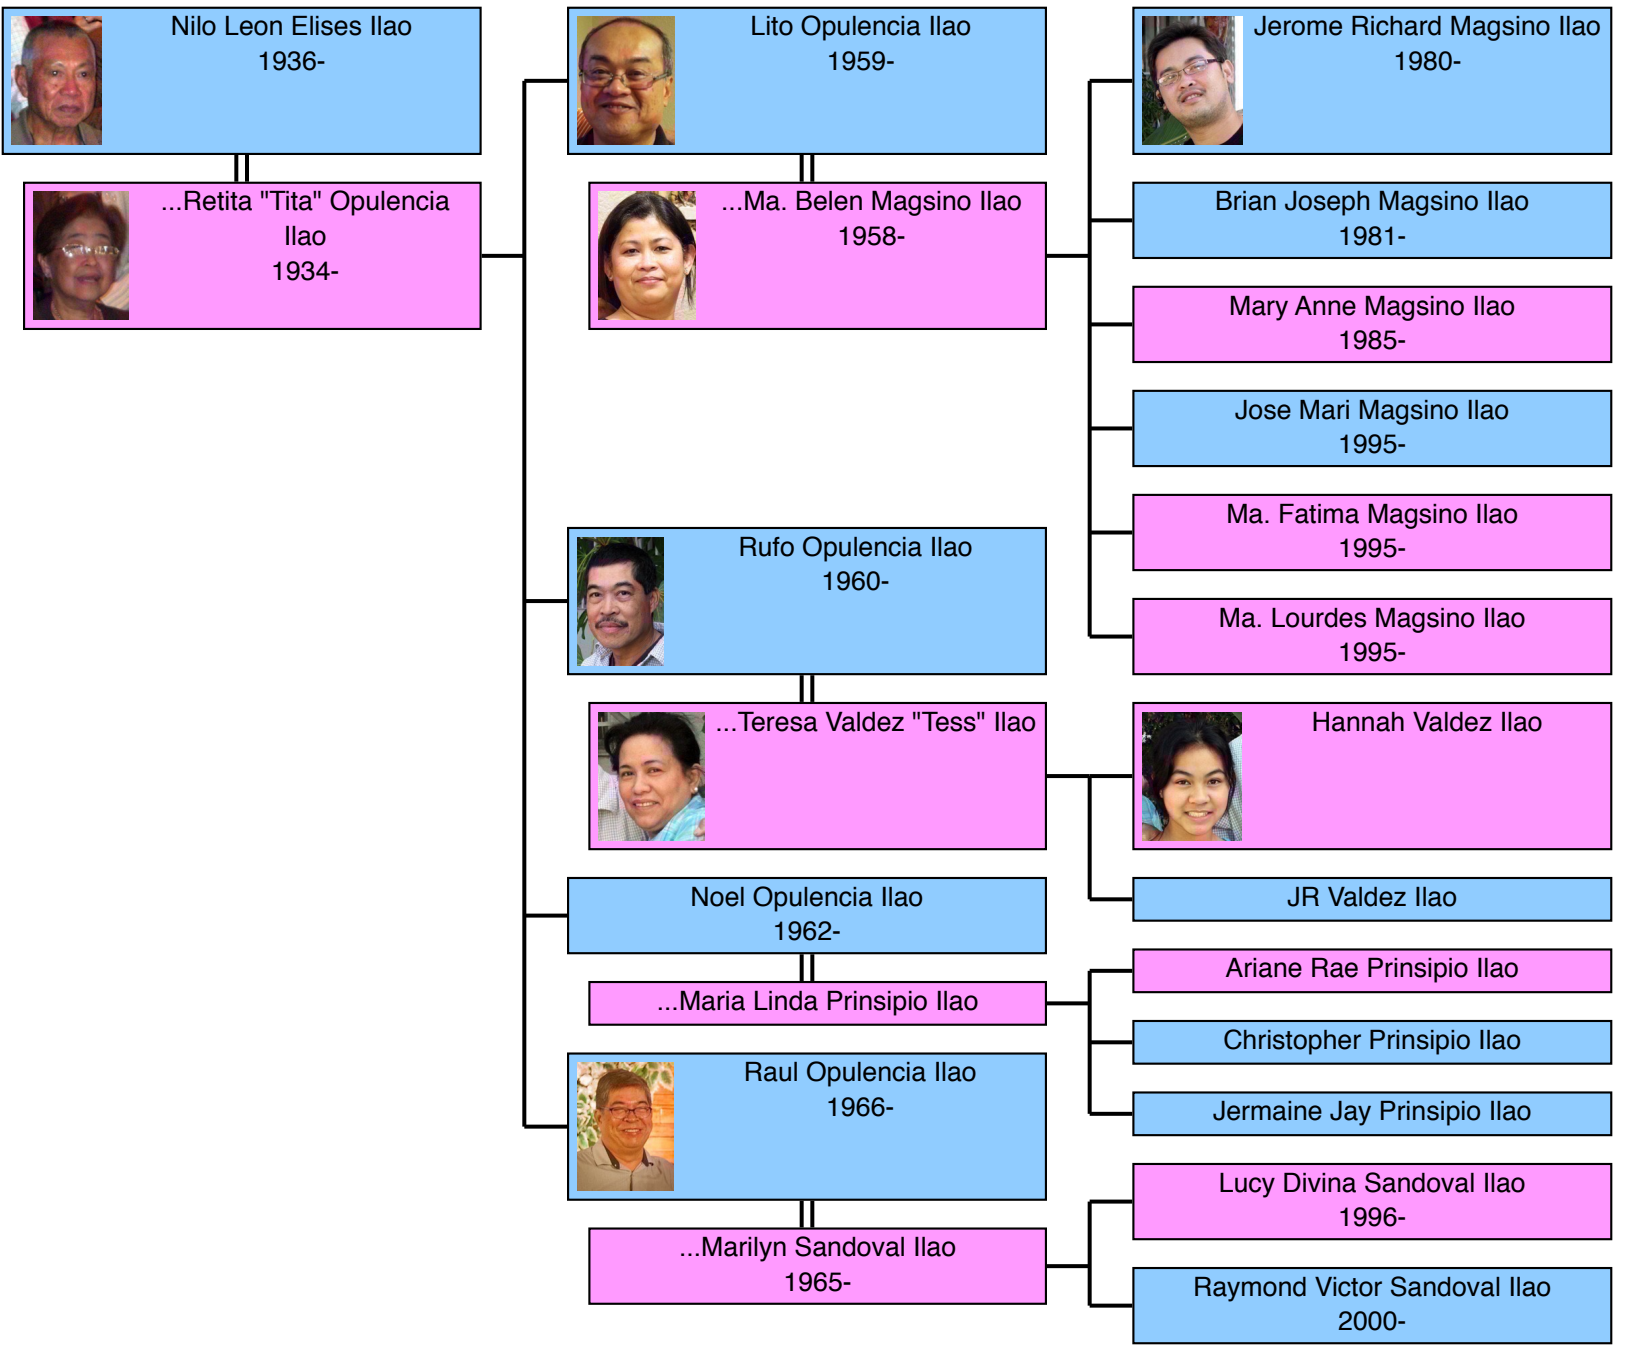 Nilo Leon Elises Ilao
1936-
...Retita "Tita" Opulencia
Ilao
1934-
Lito Opulencia Ilao
1959-
...Ma. Belen Magsino Ilao
1958-
Jerome Richard Magsino Ilao
1980-
Brian Joseph Magsino Ilao
1981-
Mary Anne Magsino Ilao
1985-
Jose Mari Magsino Ilao
1995-
Ma. Fatima Magsino Ilao
1995-
Ma. Lourdes Magsino Ilao
1995-
Rufo Opulencia Ilao
1960-
...Teresa Valdez "Tess" Ilao
Hannah Valdez Ilao
JR Valdez Ilao
Noel Opulencia Ilao
1962-
...Maria Linda Prinsipio Ilao
Ariane Rae Prinsipio Ilao
Christopher Prinsipio Ilao
Jermaine Jay Prinsipio Ilao
Raul Opulencia Ilao
1966-
...Marilyn Sandoval Ilao
1965-
Lucy Divina Sandoval Ilao
1996-
Raymond Victor Sandoval Ilao
2000-